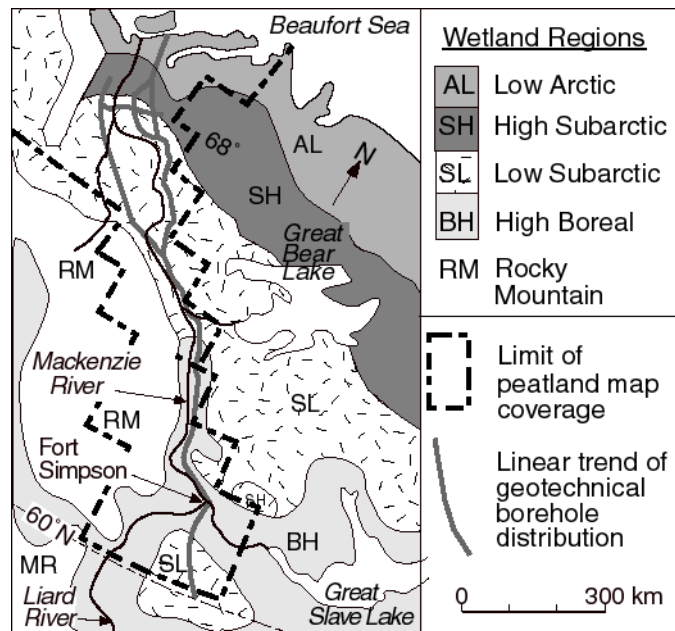 Beaufort Sea
68°
AL
N
SH
Great
Bear
Lake
RM
Mackenzie
River
SL
RM
Fort
Simpson
SH
60°N
BH
MR
SL
Liard
River
Great
Slave Lake
Wetland Regions
AL Low Arctic
SH High Subarctic
SL Low Subarctic
BH High Boreal
RM Rocky
Mountain
Limit of
peatland map
coverage
Linear trend of
geotechnical
borehole
distribution
0 300 km